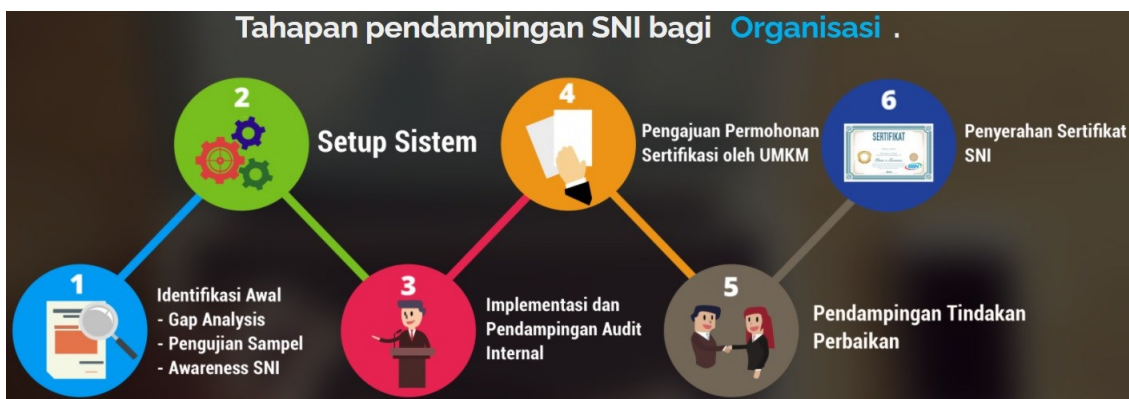 Tahapan pendampingan SNI bagi Organisasi .
1
Identifikasi Awal
- Gap Analysis
- Pengujian Sampel
- Awareness SNI
2
Setup Sistem
3
Implementasi dan
Pendampingan Audit
Internal
4
Pengajuan Permohonan
Sertifikasi oleh UMKM
5
Pendampingan Tindakan
Perbaikan
6
SERTIFIKAT
Penyerahan Sertifikat
SNI